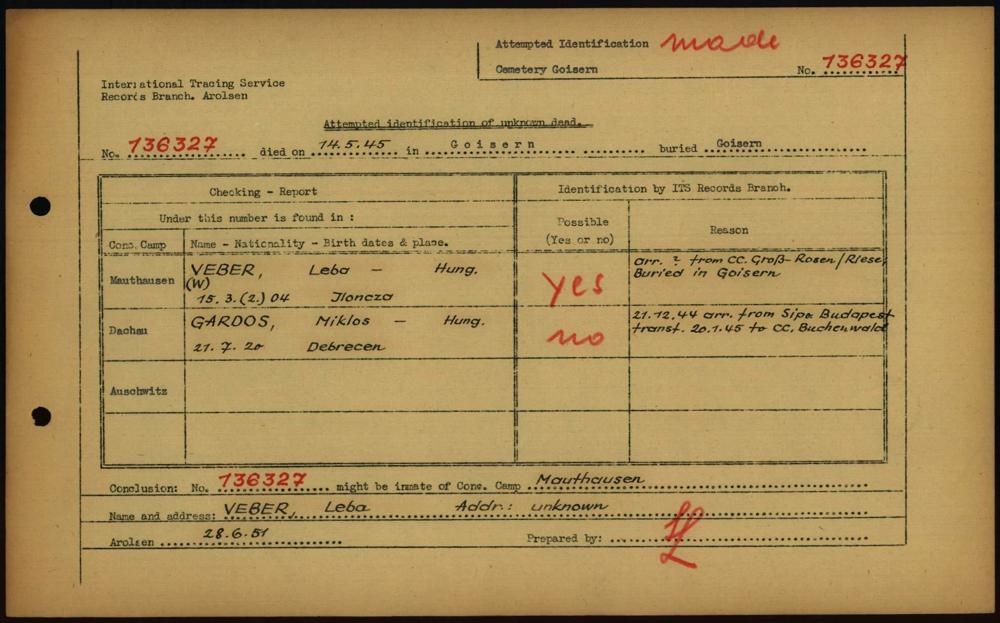 Attempted Identification made
Cemetery Goisern No. 136327
International Tracing Service
Records Branch. Arolsen
Attempted identification of unknown dead.
No. 136327 died on 14.5.45 in Goisern buried Goisern
Checking - Report
Identification by ITS Records Branch.
Under this number is found in :
Possible
(Yes or no)
Reason
Conc. Camp
Name - Nationality - Birth dates & place.
Mauthausen
VEBER, Leba - Hung.
(W)
15. 3.(2.) 04 Iloncza
yes
arr. ? from CC. Groß-Rosen/Riese,
Buried in Goisern
Dachau
GARDOS, Miklos - Hung.
21. 7. 20 Debrecen
no
21.12.44 arr. from Sipo Budapest
transf. 20.1.45 to CC. Buchenwald
Auschwitz
Conclusion: No. 136327 might be inmate of Conc. Camp Mauthausen
Name and address: VEBER, Leba Addr.: unknown
Arolsen 28.6.51 Prepared by: